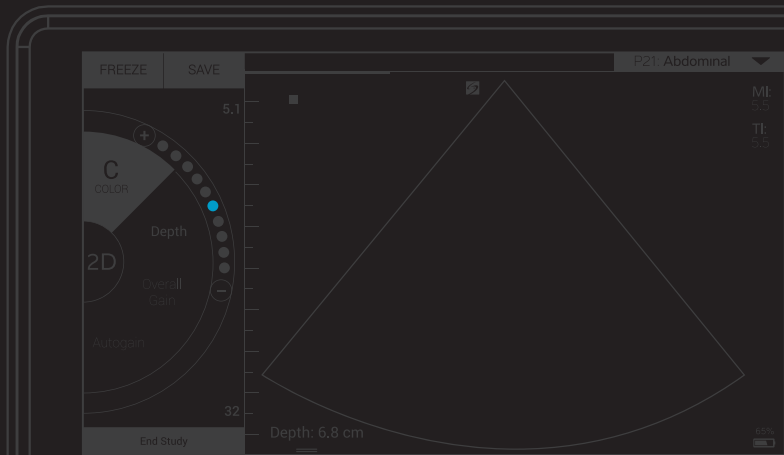 FREEZE SAVE
P21. Abdominal
MI:
5.5
TI:
5.5
5.1
C
COLOR
Depth
2D
Overall
Gain
Autogain
32
End Study
Depth: 6.8 cm
65%